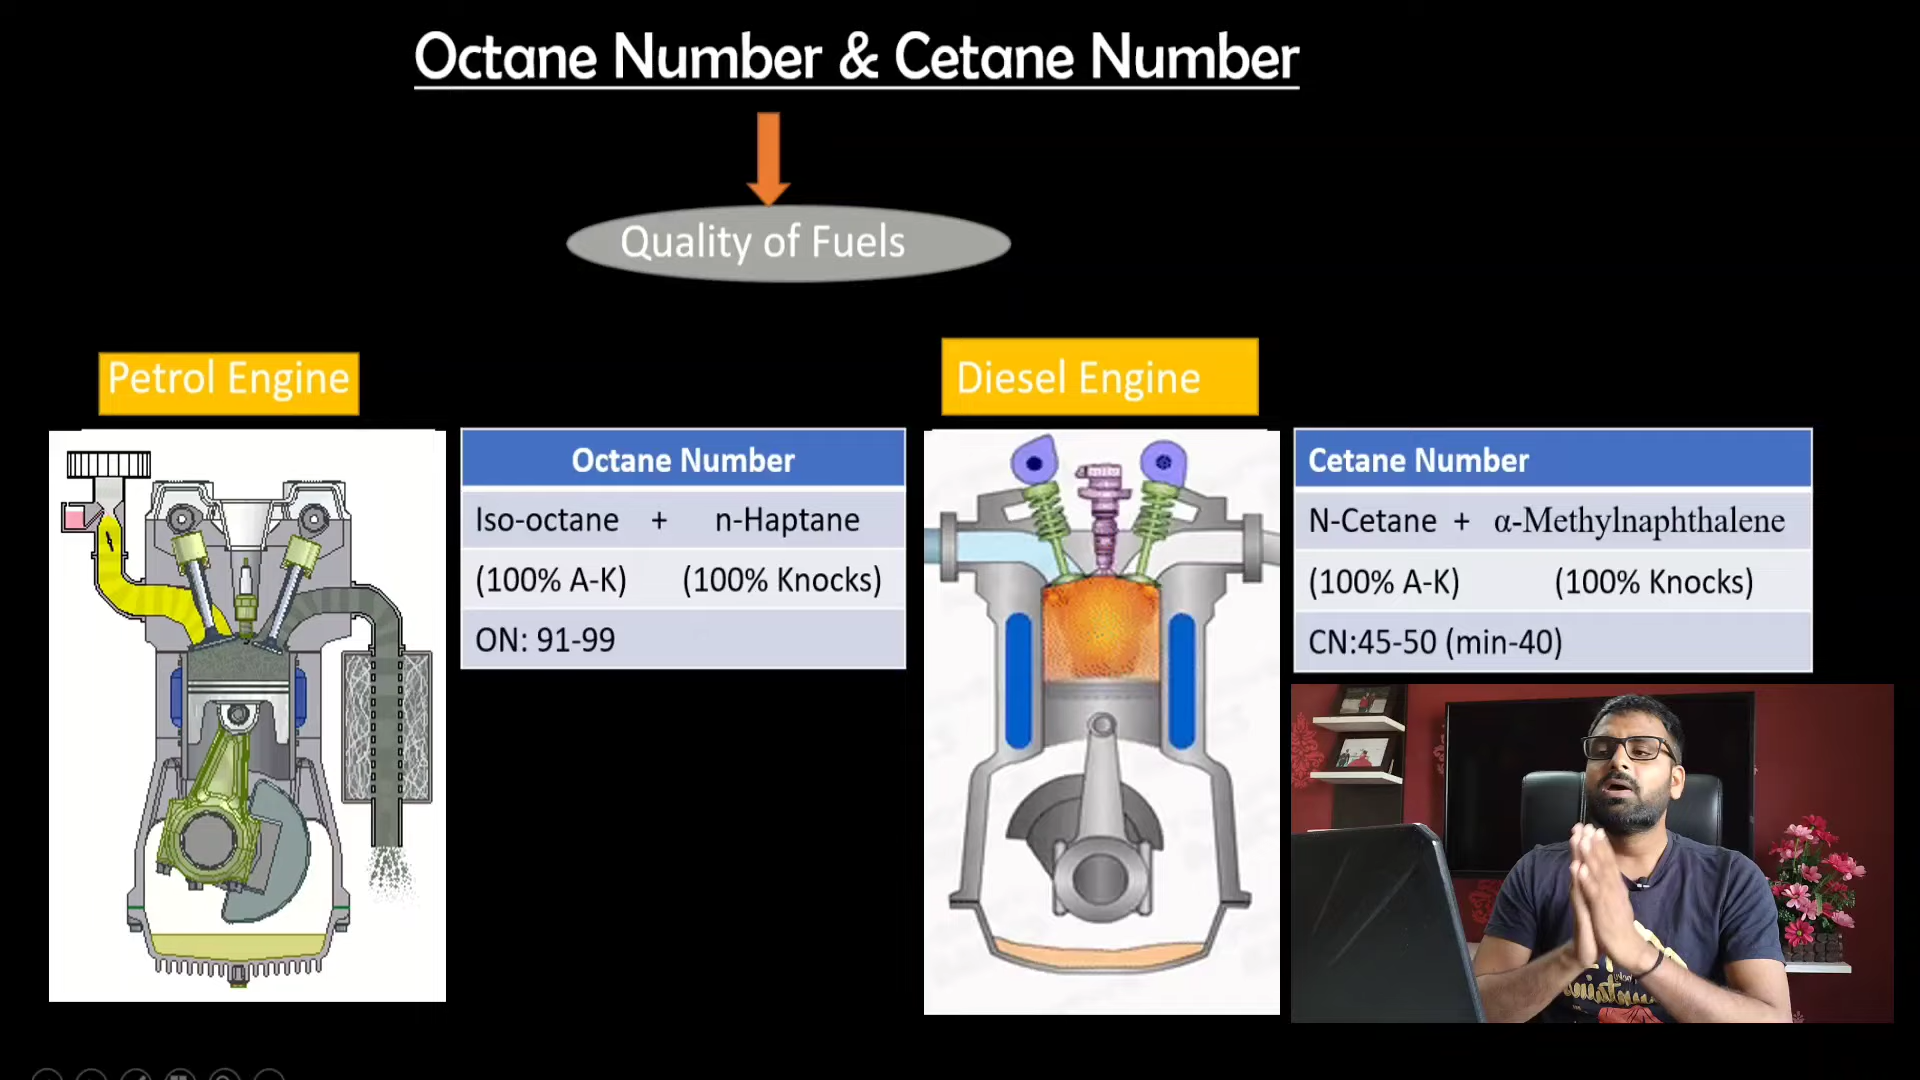 Octane Number & Cetane Number
Quality of Fuels
Petrol Engine
Octane Number
Iso-octane + n-Haptane
(100% A-K) (100% Knocks)
ON: 91-99
Diesel Engine
Cetane Number
N-Cetane + α-Methylnaphthalene
(100% A-K) (100% Knocks)
CN:45-50 (min-40)